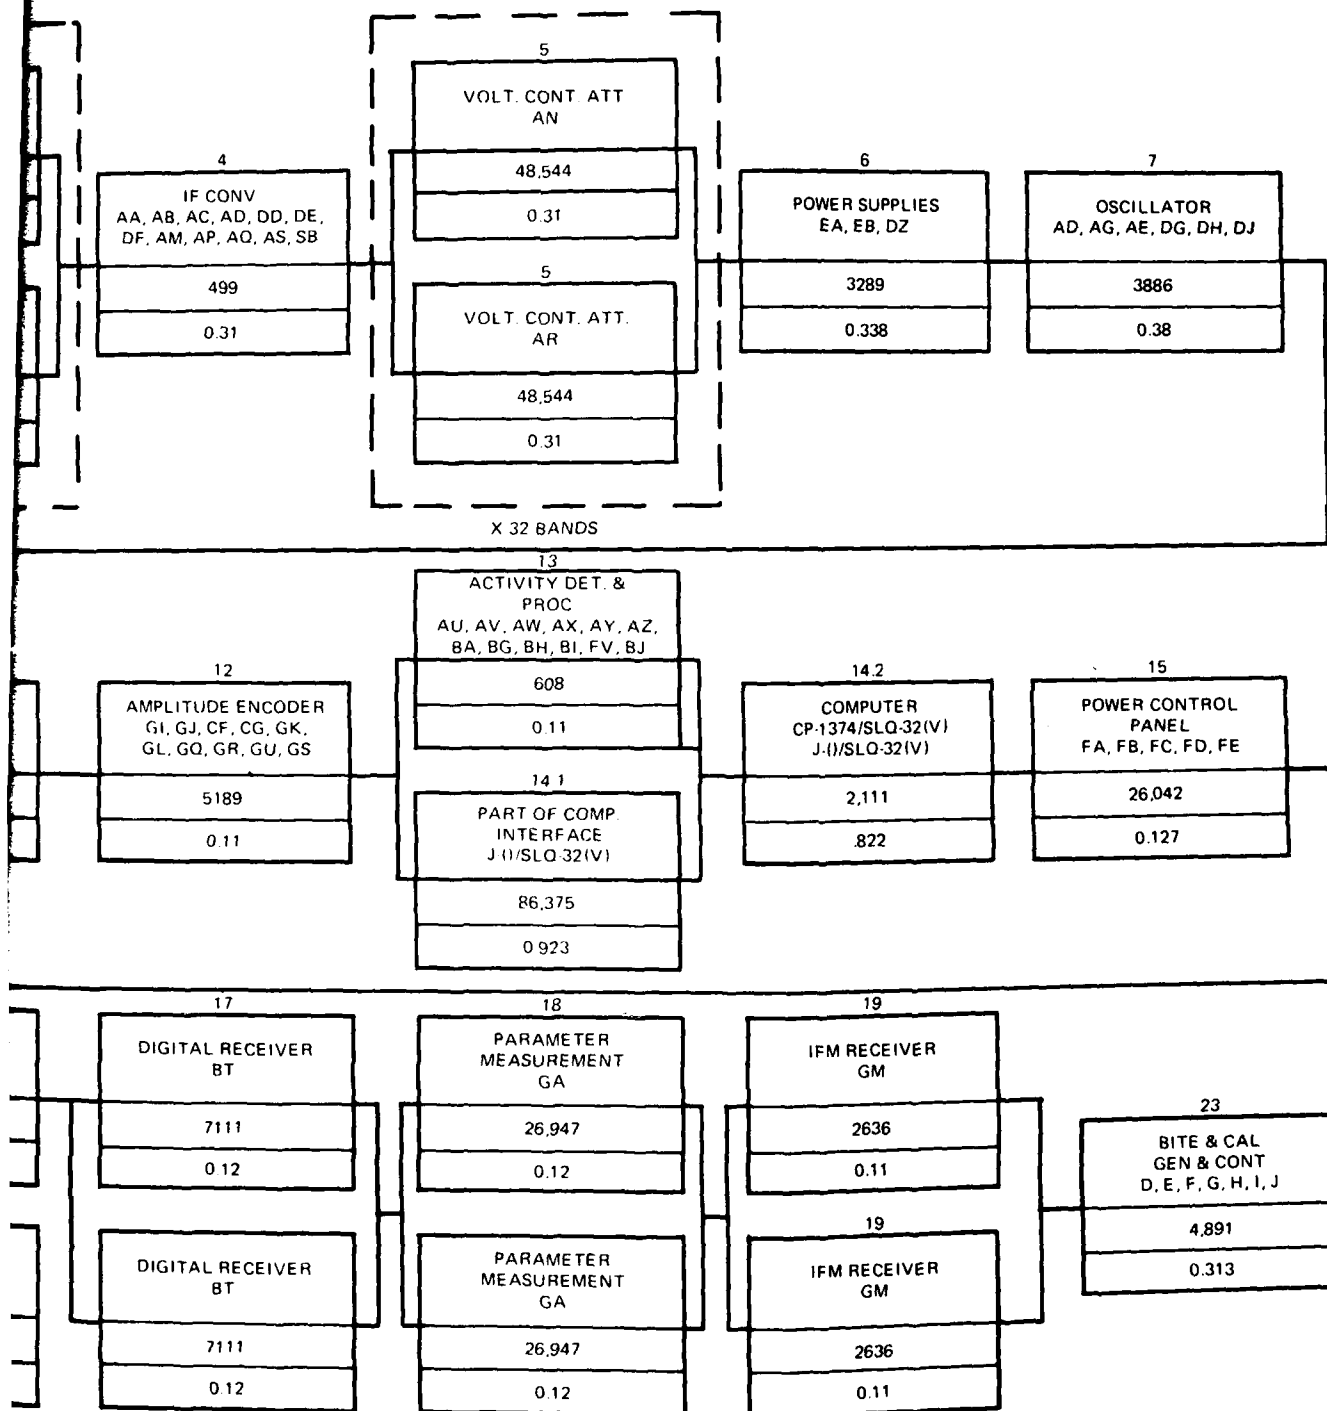 4
IF CONV
AA, AB, AC, AD, DD, DE,
DF, AM, AP, AQ, AS, SB
499
0.31
5
VOLT. CONT. ATT
AN
48,544
0.31
5
VOLT. CONT. ATT.
AR
48,544
0.31
X 32 BANDS
6
POWER SUPPLIES
EA, EB, DZ
3289
0.338
7
OSCILLATOR
AD, AG, AE, DG, DH, DJ
3886
0.38
12
AMPLITUDE ENCODER
GI, GJ, CF, CG, GK,
GL, GQ, GR, GU, GS
5189
0.11
13
ACTIVITY DET. &
PROC
AU, AV, AW, AX, AY, AZ,
BA, BG, BH, BI, FV, BJ
608
0.11
14.1
PART OF COMP.
INTERFACE
J-()/SLQ-32(V)
86,375
0.923
14.2
COMPUTER
CP-1374/SLQ-32(V)
J-()/SLQ-32(V)
2,111
.822
15
POWER CONTROL
PANEL
FA, FB, FC, FD, FE
26,042
0.127
17
DIGITAL RECEIVER
BT
7111
0.12
DIGITAL RECEIVER
BT
7111
0.12
18
PARAMETER
MEASUREMENT
GA
26,947
0.12
PARAMETER
MEASUREMENT
GA
26,947
0.12
19
IFM RECEIVER
GM
2636
0.11
19
IFM RECEIVER
GM
2636
0.11
23
BITE & CAL
GEN & CONT
D, E, F, G, H, I, J
4,891
0.313